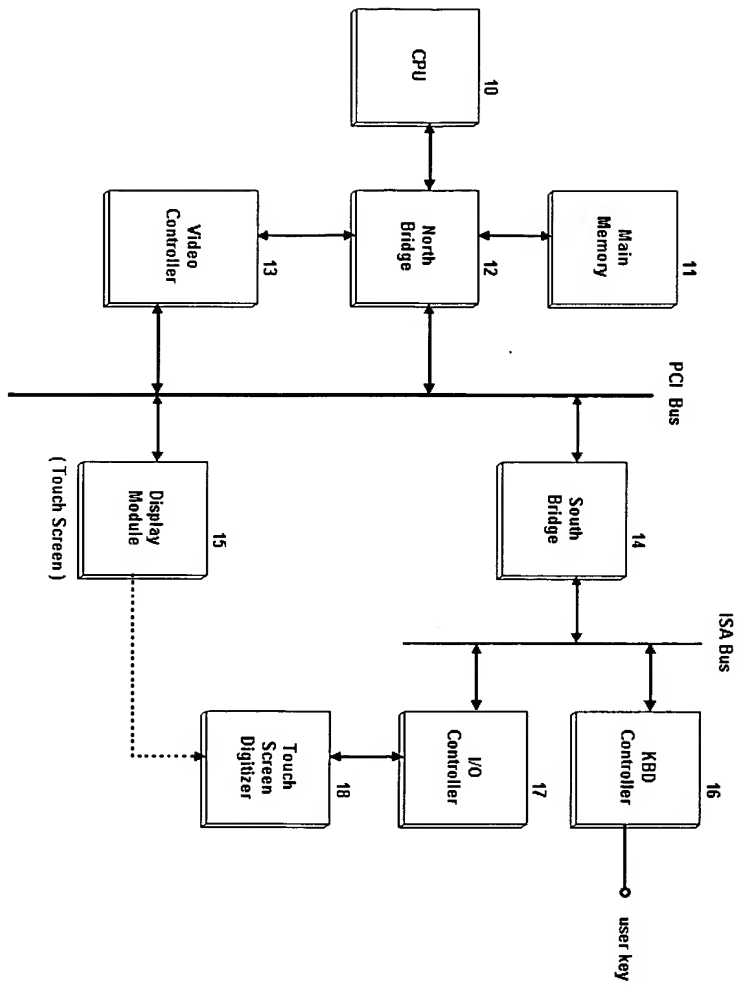 10
CPU
11
Main
Memory
12
North
Bridge
13
Video
Controller
PCI Bus
14
South
Bridge
15
Display
Module
( Touch Screen )
ISA Bus
16
KBD
Controller
17
I/O
Controller
18
Touch
Screen
Digitizer
user key